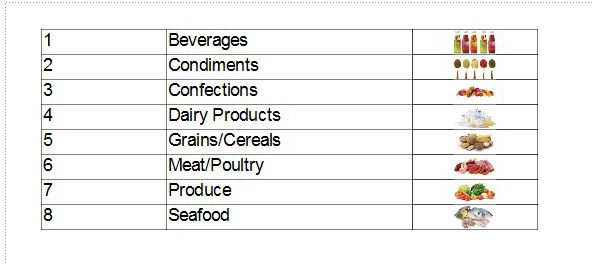 1 Beverages
2 Condiments
3 Confections
4 Dairy Products
5 Grains/Cereals
6 Meat/Poultry
7 Produce
8 Seafood